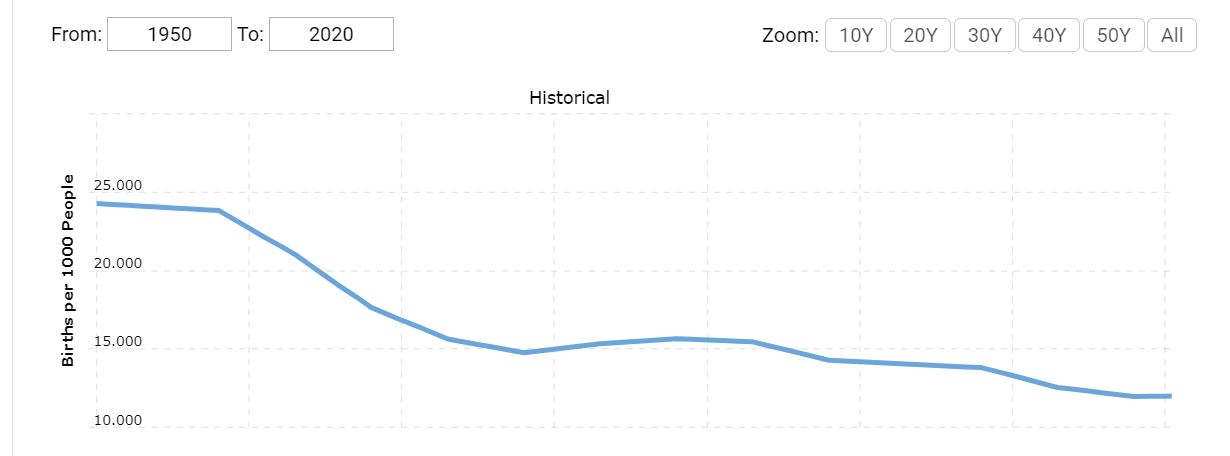 From: 1950 To: 2020
Zoom: 10Y 20Y 30Y 40Y 50Y All
Historical
Births per 1000 People
25.000
20.000
15.000
10.000